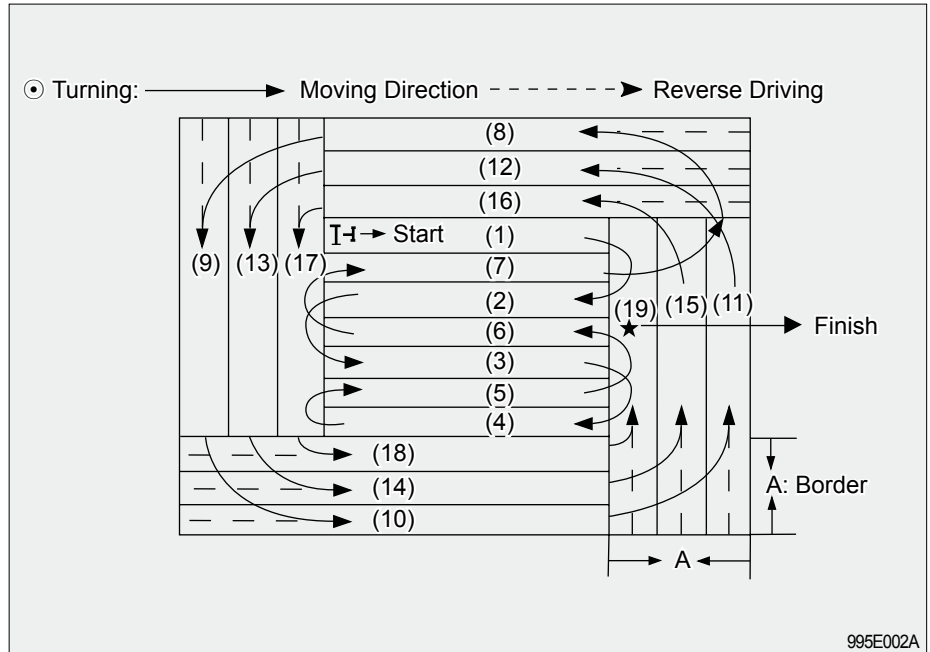 ⊙ Turning: Moving Direction Reverse Driving
(8)
(12)
(16)
Start (1)
(9) (13) (17) (7)
(2) (19) (15) (11)
(6) Finish
(3)
(5)
(4)
(18)
(14) A: Border
(10)
A
995E002A